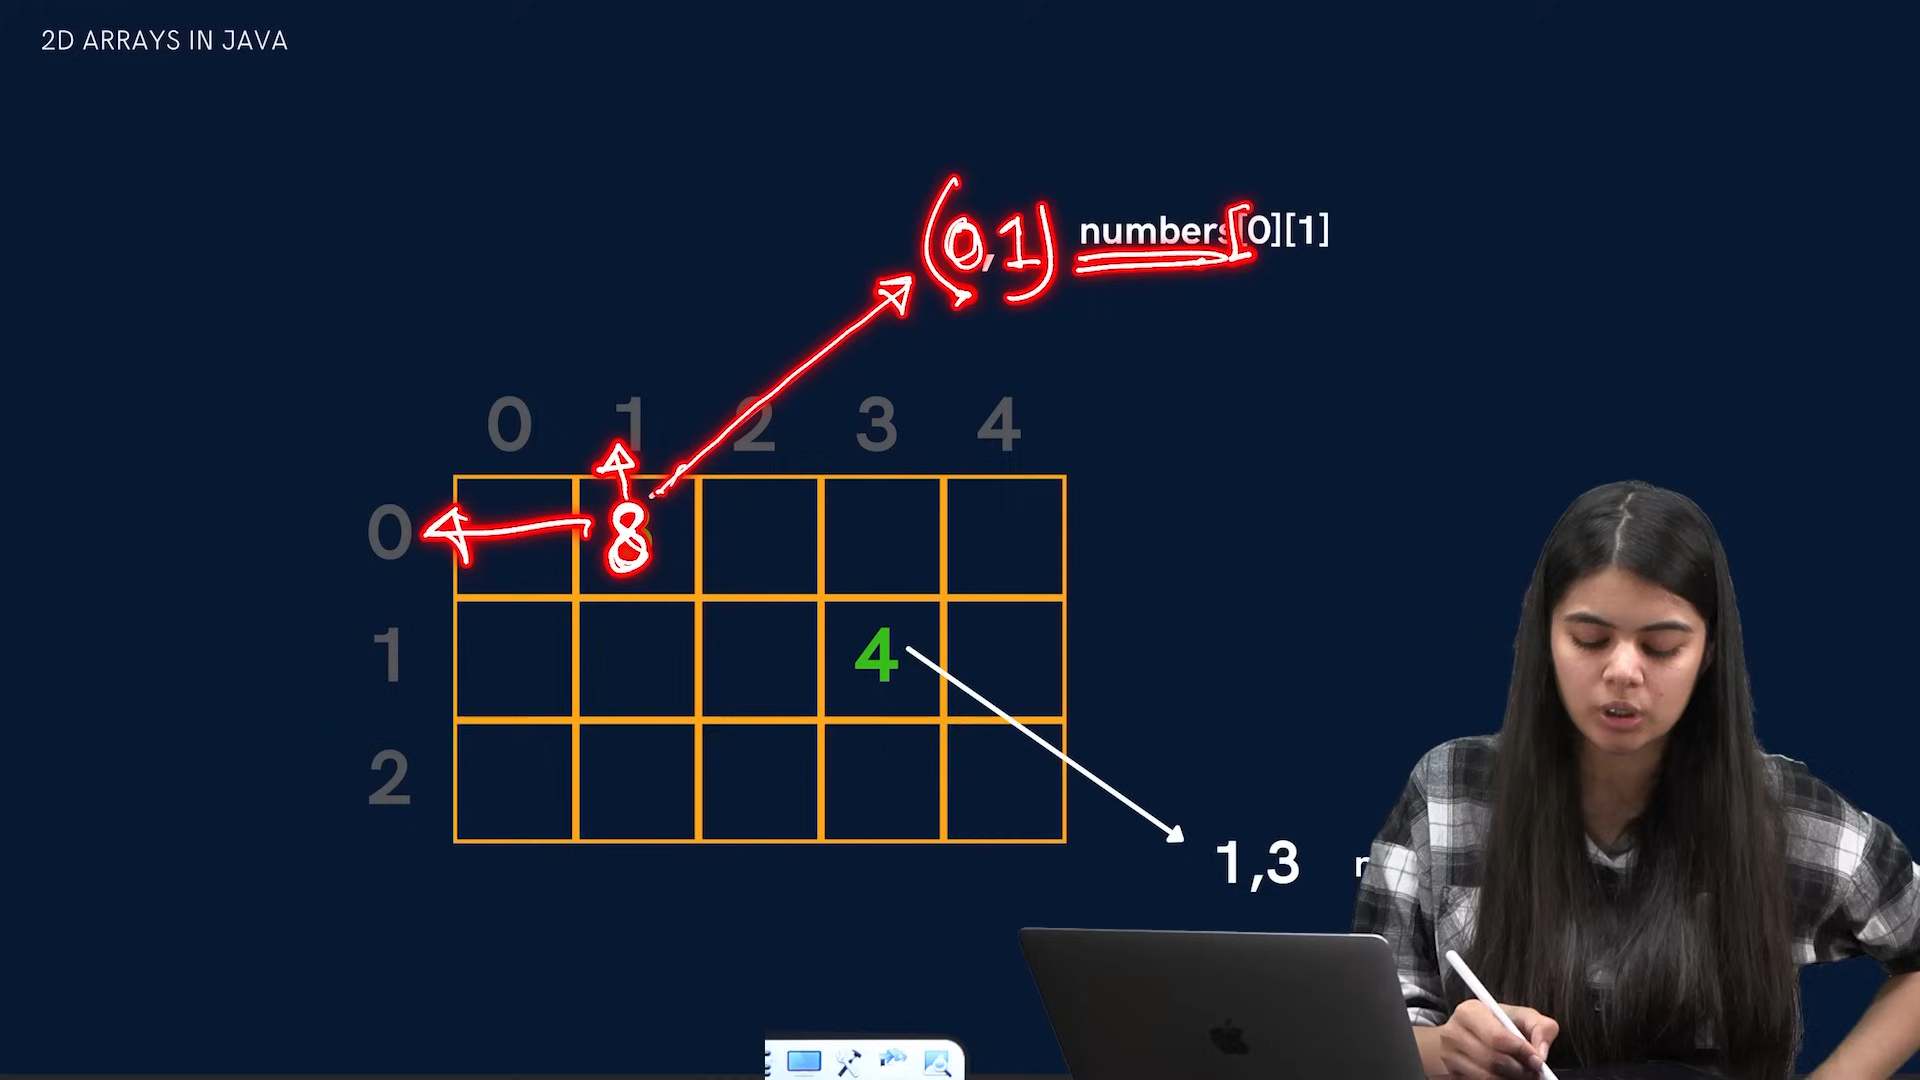 2D ARRAYS IN JAVA
(0,1) numbers[0][1]
0 1 2 3 4
0 8
1 4
2
1,3